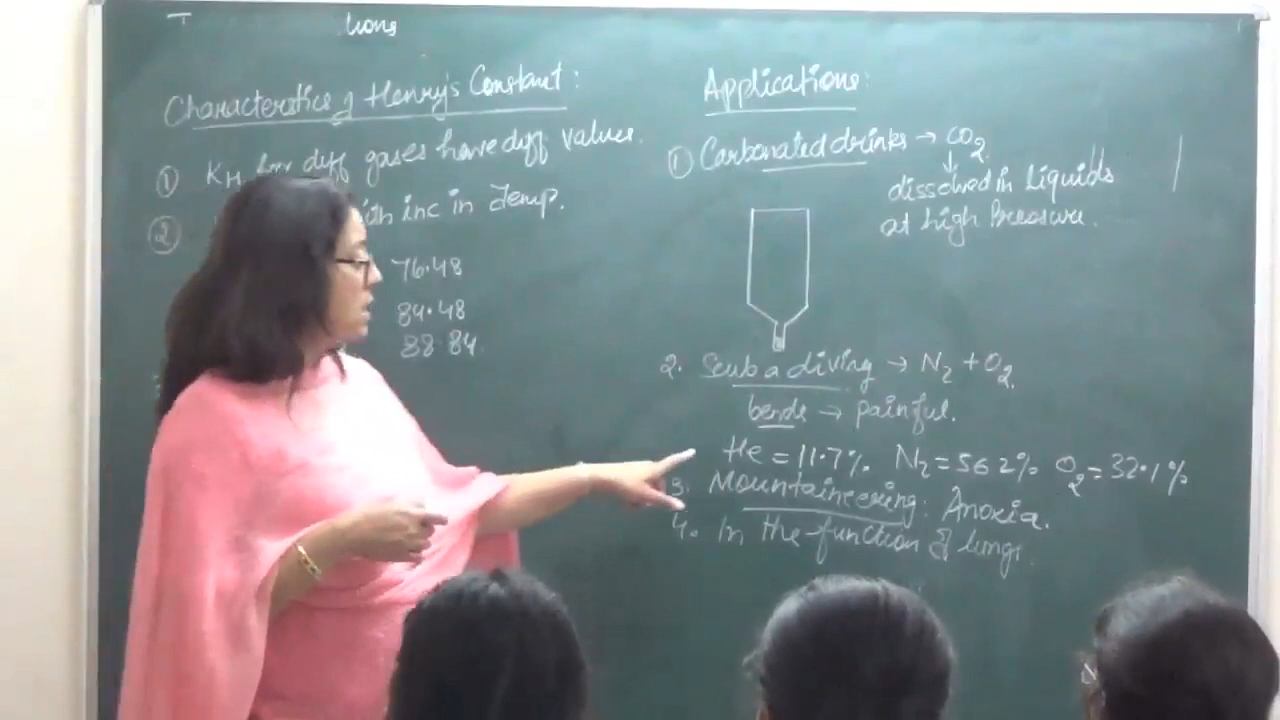 T tions
Characterstics of Henry's Constant:
① KH for diff gases have diff values.
② with inc in Temp.
76.48
84.48
88.84
Applications:
① Carbonated drinks → CO2
↓
dissolved in Liquids
at high Pressure.
2. Scuba diving → N2 + O2.
bends → painful.
He = 11.7% N2 = 56.2% O2 = 32.1%
3. Mountaineering: Anoxia.
4. In the function of lungs.